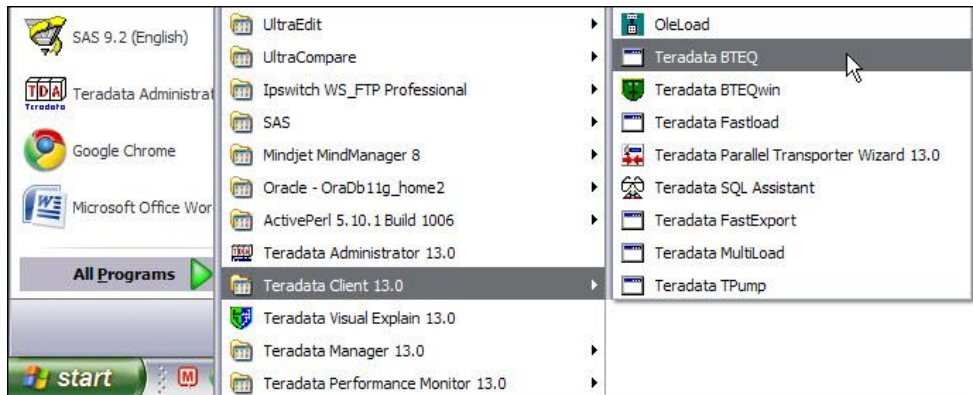 SAS 9.2 (English)
TDA
Teradata
Teradata Administrat
Google Chrome
Microsoft Office Wor
All Programs
start
M
UltraEdit
UltraCompare
Ipswitch WS_FTP Professional
SAS
Mindjet MindManager 8
Oracle - OraDb11g_home2
ActivePerl 5.10.1 Build 1006
Teradata Administrator 13.0
Teradata Client 13.0
Teradata Visual Explain 13.0
Teradata Manager 13.0
Teradata Performance Monitor 13.0
OleLoad
Teradata BTEQ
Teradata BTEQwin
Teradata Fastload
Teradata Parallel Transporter Wizard 13.0
Teradata SQL Assistant
Teradata FastExport
Teradata MultiLoad
Teradata TPump